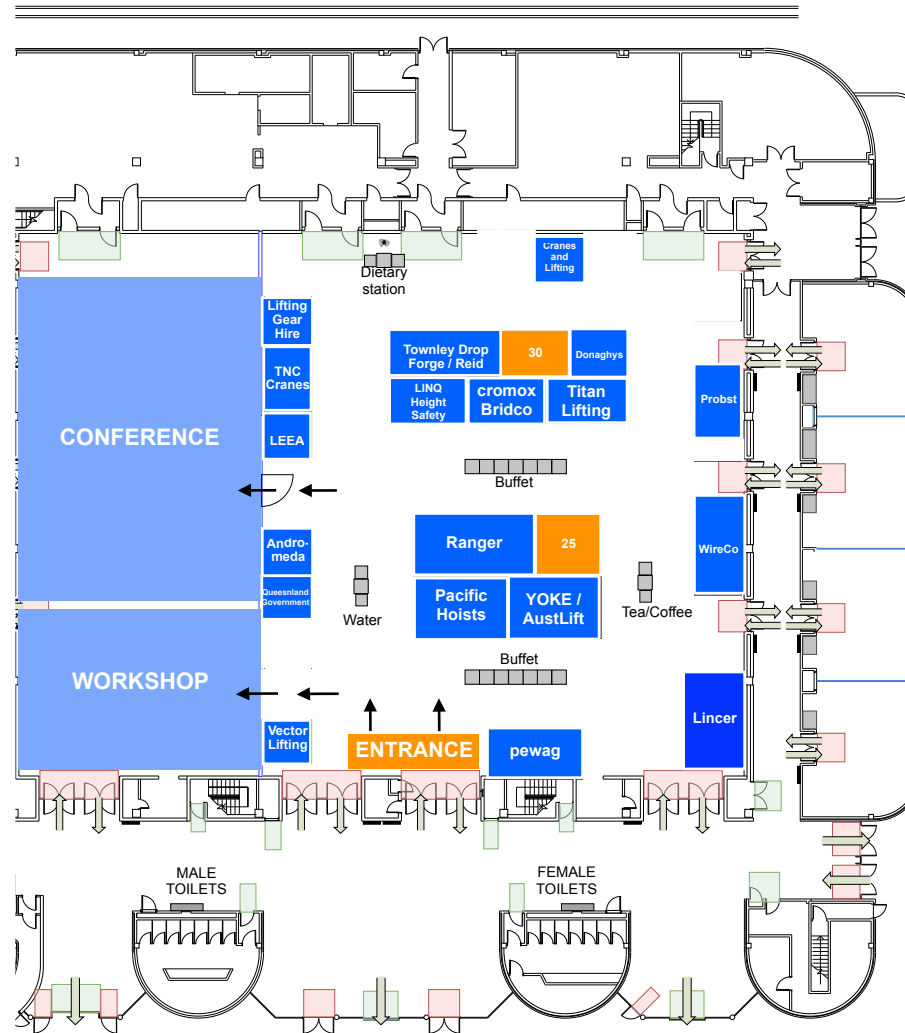 Cranes
and
Lifting
Dietary
station
Lifting
Gear
Hire
Townley Drop
Forge / Reid
30
Donaghys
TNC
Cranes
LINQ
Height
Safety
cromox
Bridco
Titan
Lifting
Probst
CONFERENCE
LEEA
Buffet
Ranger
25
Andro-
meda
WireCo
Queesnland
Government
Pacific
Hoists
YOKE /
AustLift
Water
Tea/Coffee
Buffet
WORKSHOP
Lincer
Vector
Lifting
ENTRANCE
pewag
MALE
TOILETS
FEMALE
TOILETS